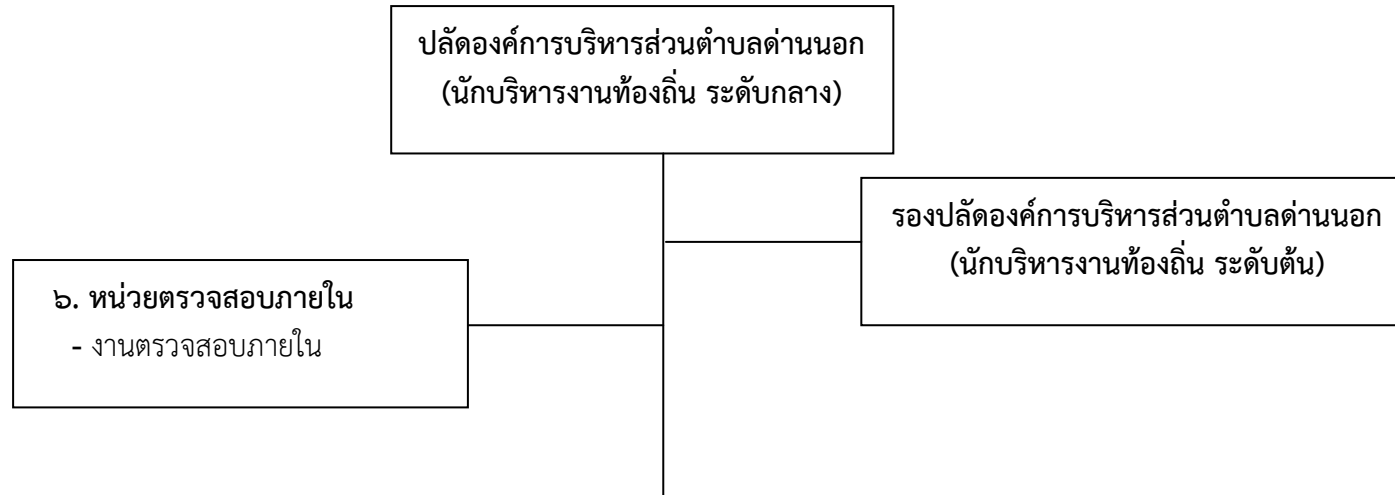 ปลัดองค์การบริหารส่วนตำบลด่านนอก
(นักบริหารงานท้องถิ่น ระดับกลาง)
รองปลัดองค์การบริหารส่วนตำบลด่านนอก
(นักบริหารงานท้องถิ่น ระดับต้น)
๖. หน่วยตรวจสอบภายใน
- งานตรวจสอบภายใน